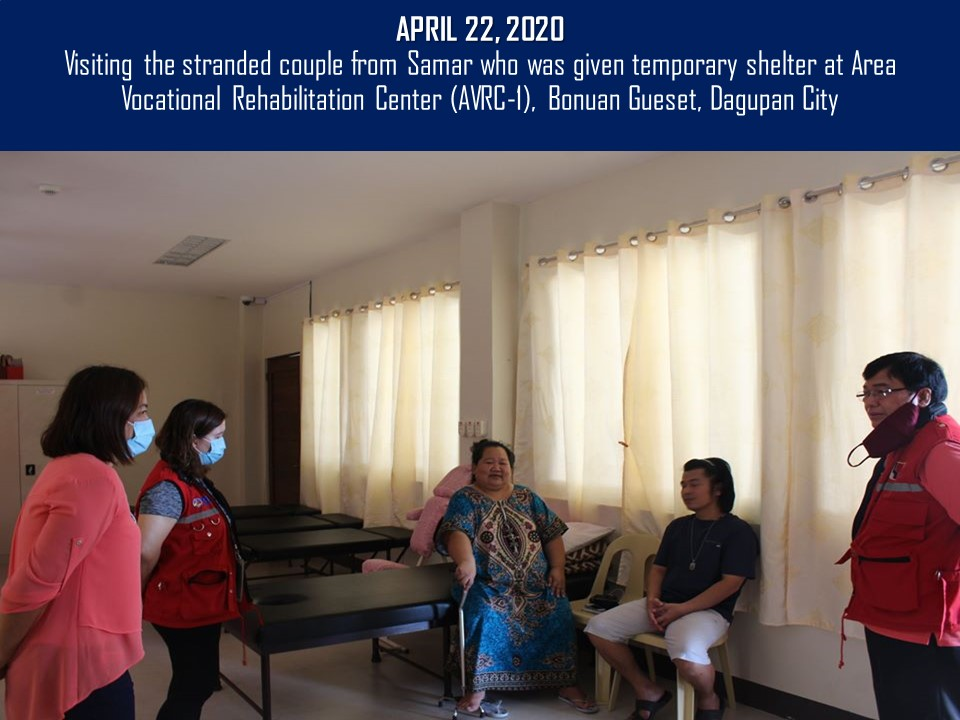 APRIL 22, 2020
Visiting the stranded couple from Samar who was given temporary shelter at Area
Vocational Rehabilitation Center (AVRC-1), Bonuan Gueset, Dagupan City